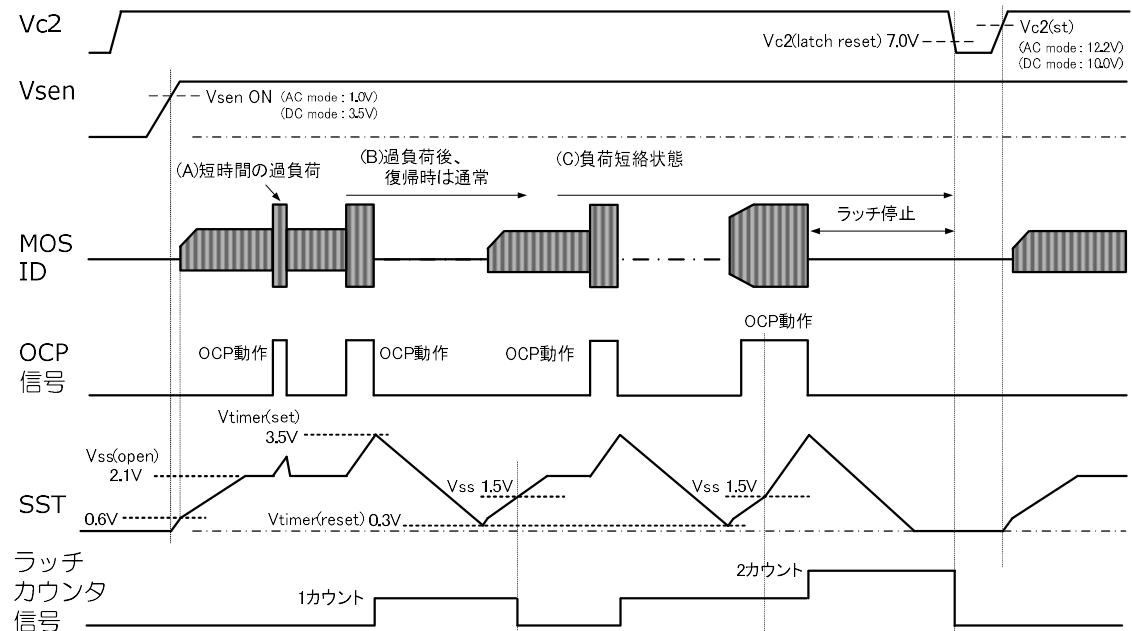 Vc2
Vc2(latch reset) 7.0V
Vc2(st)
(AC mode : 12.2V)
(DC mode : 10.0V)
Vsen
Vsen ON (AC mode : 1.0V)
(DC mode : 3.5V)
(A)短時間の過負荷
(B)過負荷後、
復帰時は通常
(C)負荷短絡状態
ラッチ停止
MOS
ID
OCP
信号
OCP動作
OCP動作
OCP動作
OCP動作
Vtimer(set)
3.5V
Vss(open)
2.1V
SST
0.6V
Vss 1.5V
Vss 1.5V
Vtimer(reset) 0.3V
ラッチ
カウンタ
信号
1カウント
2カウント